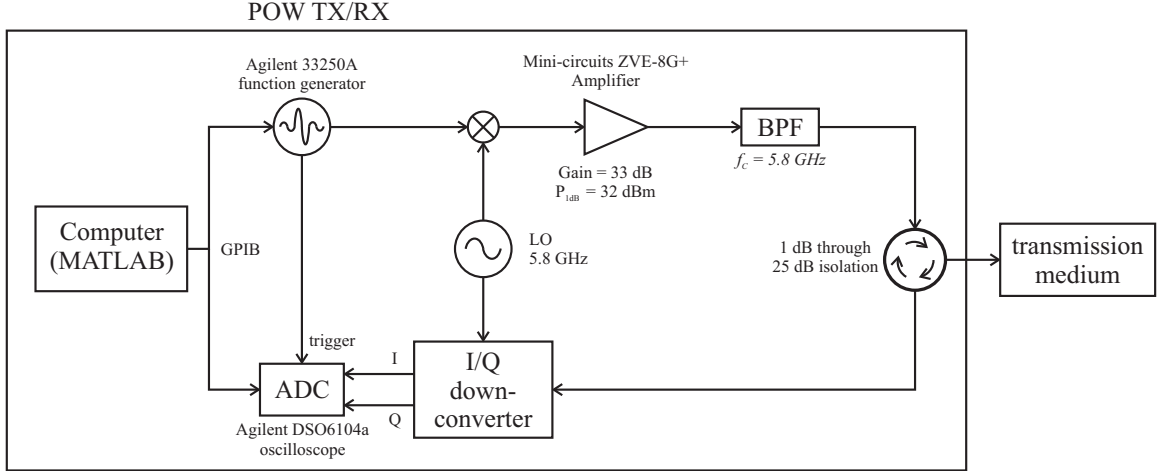 POW TX/RX
Agilent 33250A
function generator
Mini-circuits ZVE-8G+
Amplifier
BPF
f_C = 5.8 GHz
Gain = 33 dB
P_1dB = 32 dBm
Computer
(MATLAB)
GPIB
LO
5.8 GHz
1 dB through
25 dB isolation
transmission
medium
trigger
ADC
I
Q
I/Q
down-
converter
Agilent DSO6104a
oscilloscope